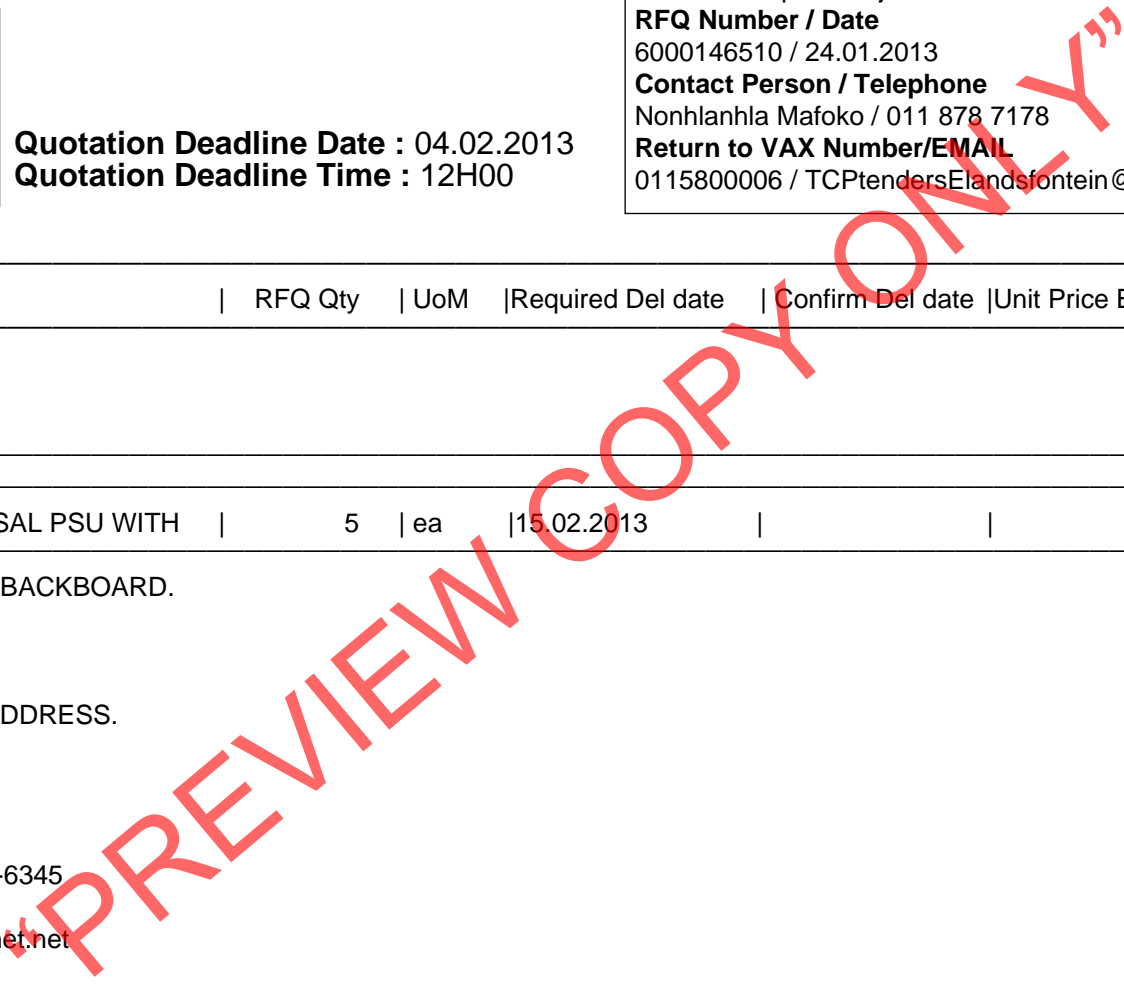 RFQ Number / Date
6000146510 / 24.01.2013
Contact Person / Telephone
Nonhlanhla Mafoko / 011 878 7178
Quotation Deadline Date : 04.02.2013
Return to VAX Number/EMAIL
Quotation Deadline Time : 12H00
0115800006 / TCPtendersElandsfontein@
| RFQ Qty | UoM |Required Del date | Confirm Del date |Unit Price E
SAL PSU WITH | 5 | ea |15.02.2013 | |
BACKBOARD.
DDRESS.
-6345
et.net
“PREVIEW COPY ONLY”